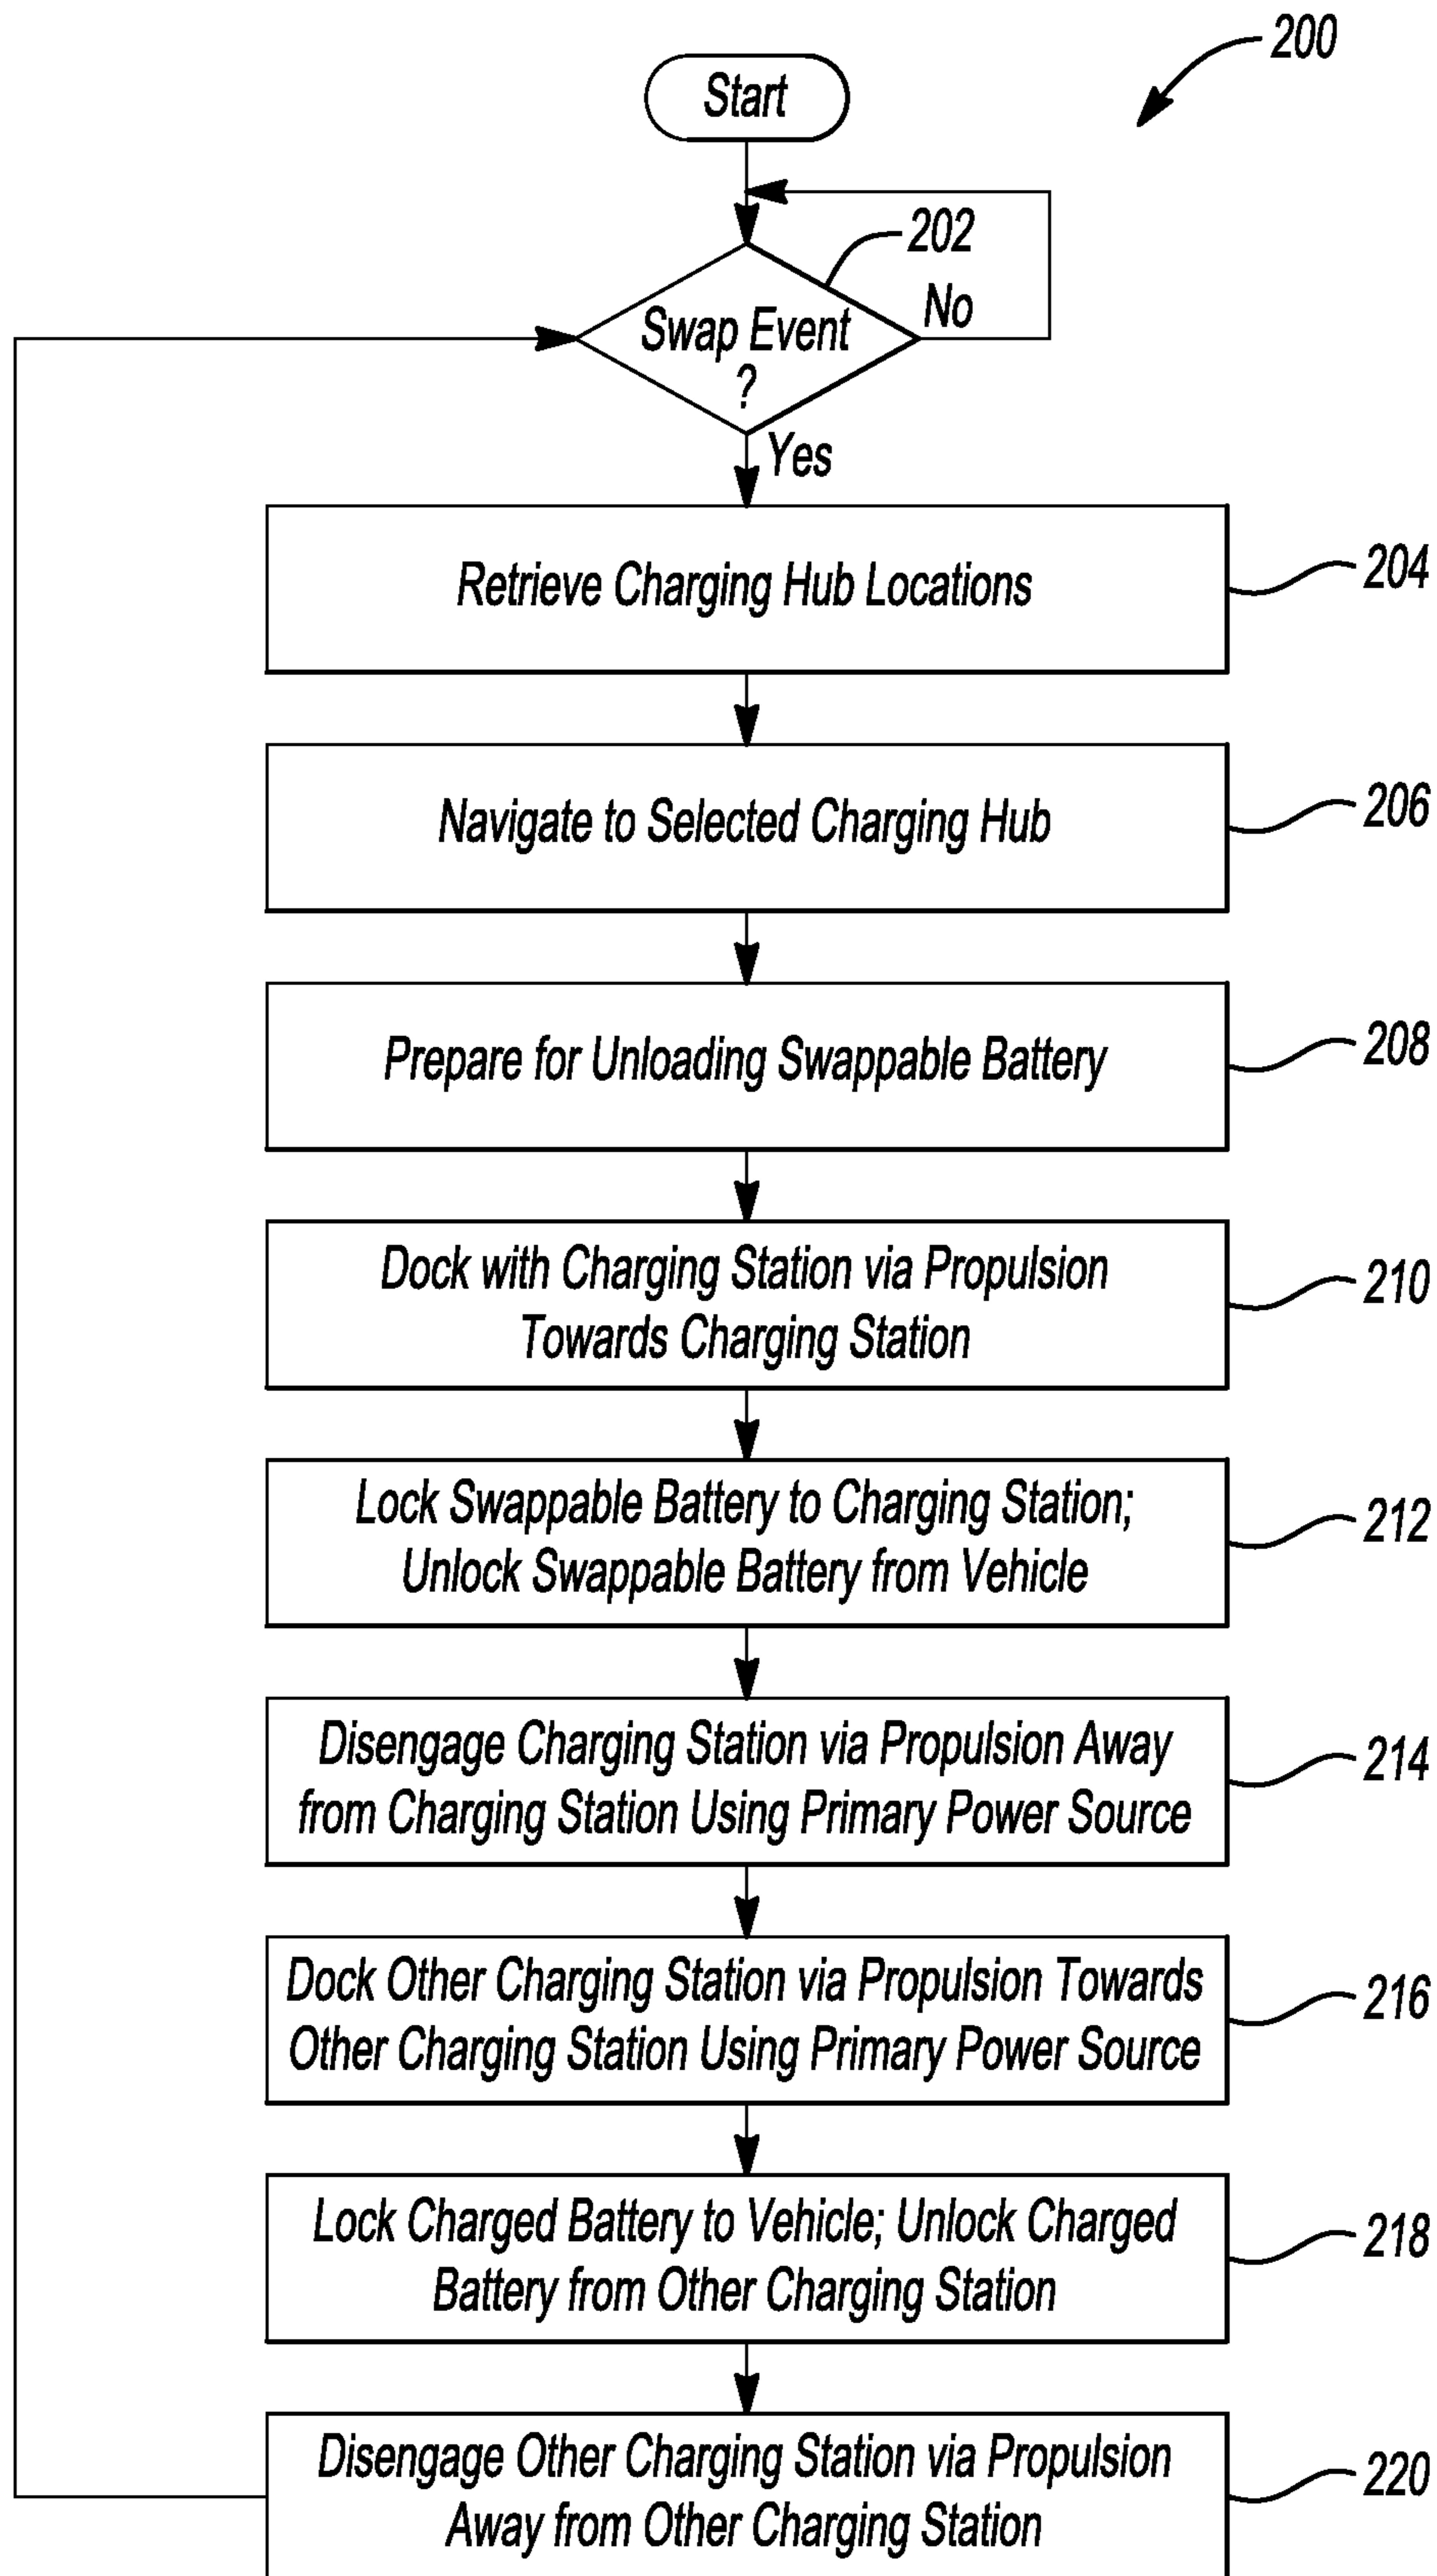 200
Start
202
No
Swap Event
?
Yes
Retrieve Charging Hub Locations
204
Navigate to Selected Charging Hub
206
Prepare for Unloading Swappable Battery
208
Dock with Charging Station via Propulsion
Towards Charging Station
210
Lock Swappable Battery to Charging Station;
Unlock Swappable Battery from Vehicle
212
Disengage Charging Station via Propulsion Away
from Charging Station Using Primary Power Source
214
Dock Other Charging Station via Propulsion Towards
Other Charging Station Using Primary Power Source
216
Lock Charged Battery to Vehicle; Unlock Charged
Battery from Other Charging Station
218
Disengage Other Charging Station via Propulsion
Away from Other Charging Station
220